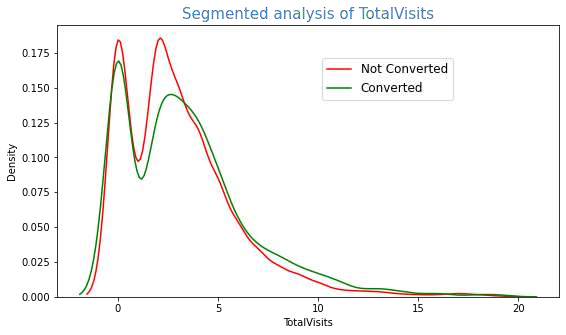 Segmented analysis of TotalVisits
Not Converted
Converted
Density
0.175
0.150
0.125
0.100
0.075
0.050
0.025
0.000
0
5
10
15
20
TotalVisits